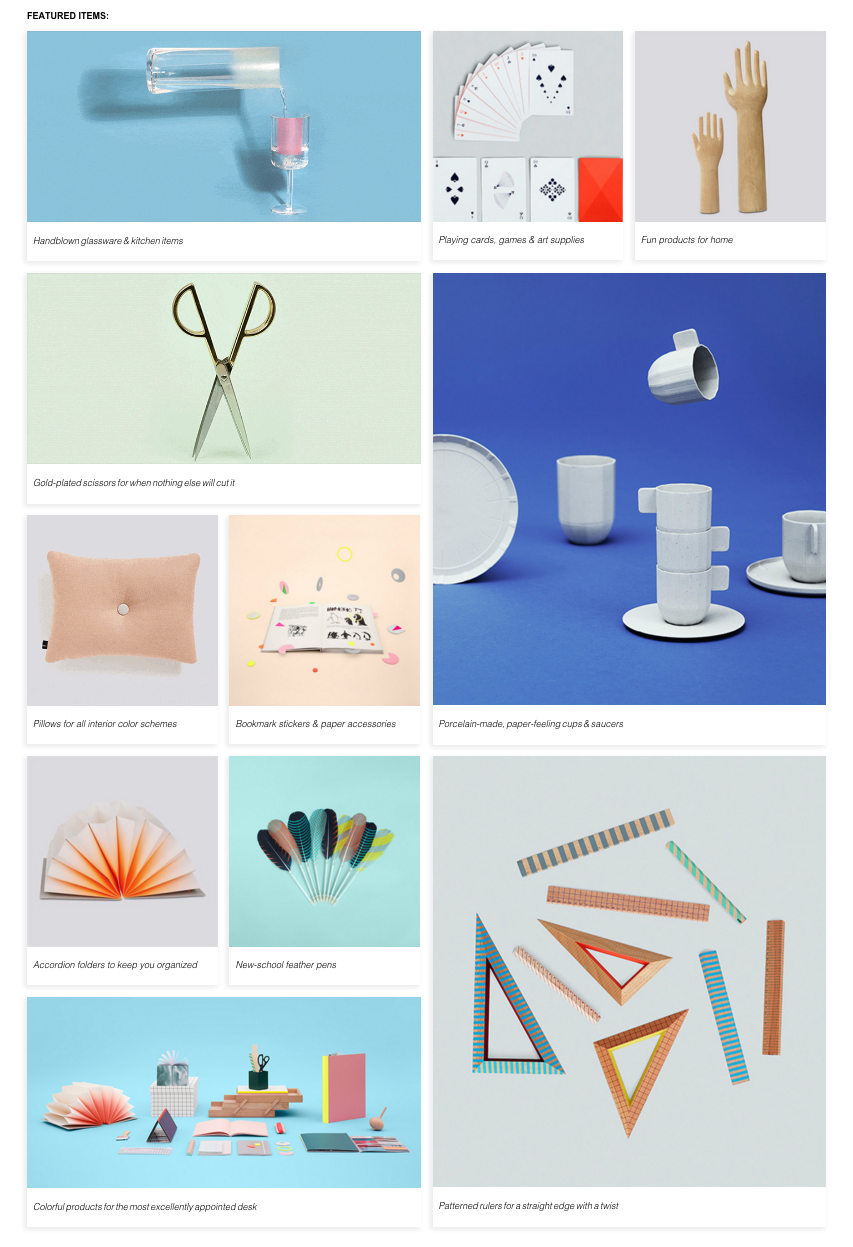 FEATURED ITEMS:
Handblown glassware & kitchen items
Playing cards, games & art supplies
Fun products for home
Gold-plated scissors for when nothing else will cut it
Pillows for all interior color schemes
Bookmark stickers & paper accessories
Porcelain-made, paper-feeling cups & saucers
Accordion folders to keep you organized
New-school feather pens
Colorful products for the most excellently appointed desk
Patterned rulers for a straight edge with a twist